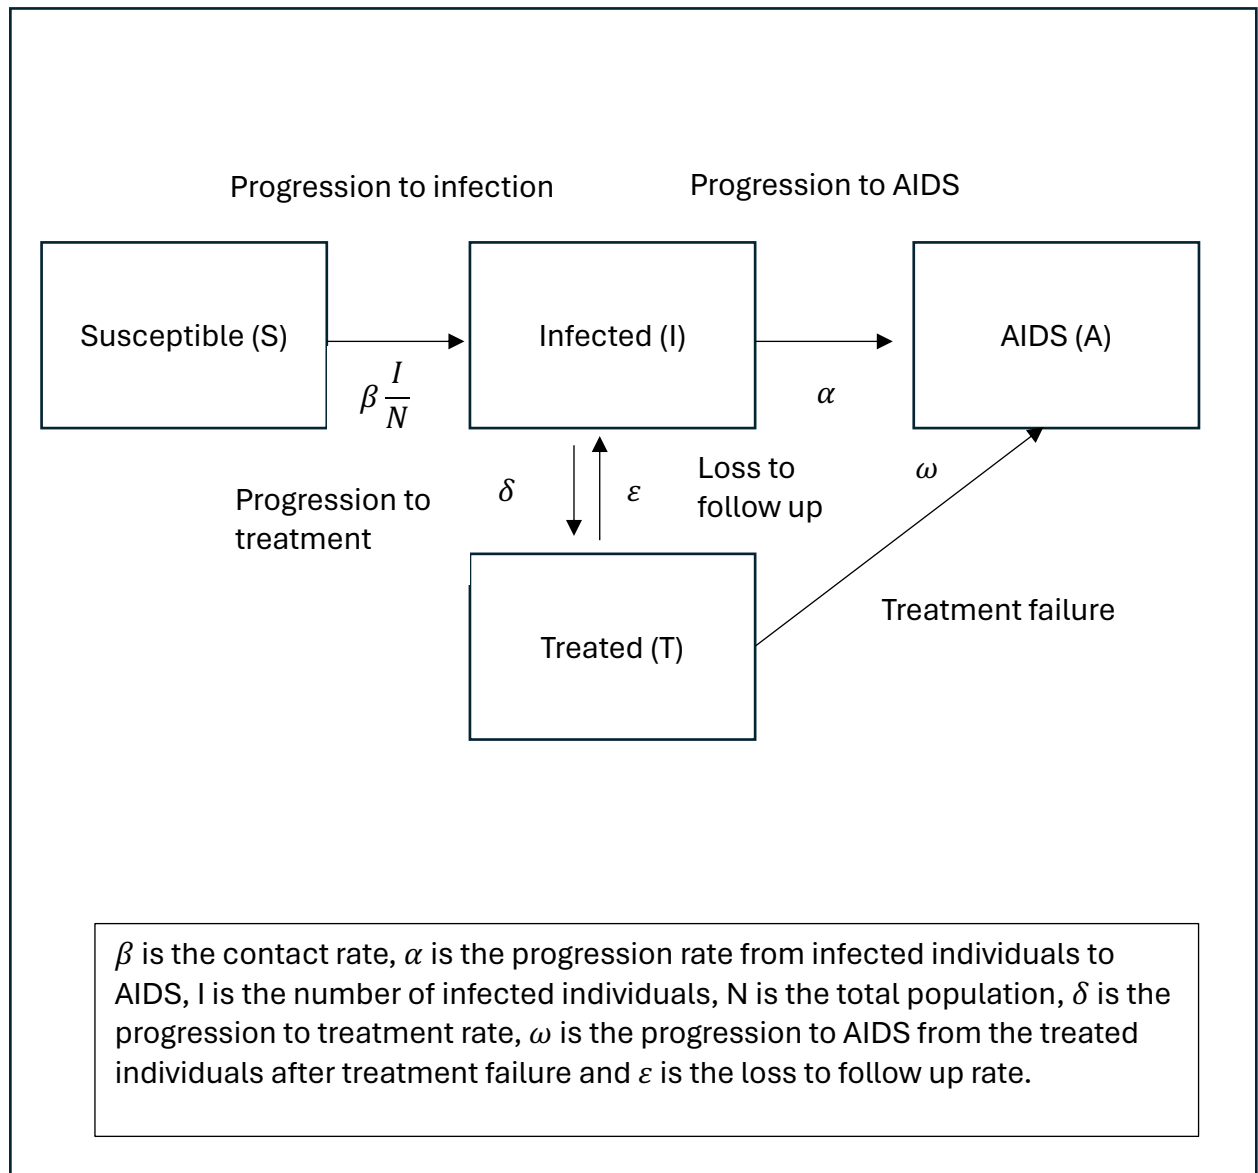 Progression to infection
Progression to AIDS
Susceptible (S)
Infected (I)
AIDS (A)
β I/N
α
Progression to
treatment
δ
ε
Loss to
follow up
ω
Treated (T)
Treatment failure
β is the contact rate, α is the progression rate from infected individuals to
AIDS, I is the number of infected individuals, N is the total population, δ is the
progression to treatment rate, ω is the progression to AIDS from the treated
individuals after treatment failure and ε is the loss to follow up rate.